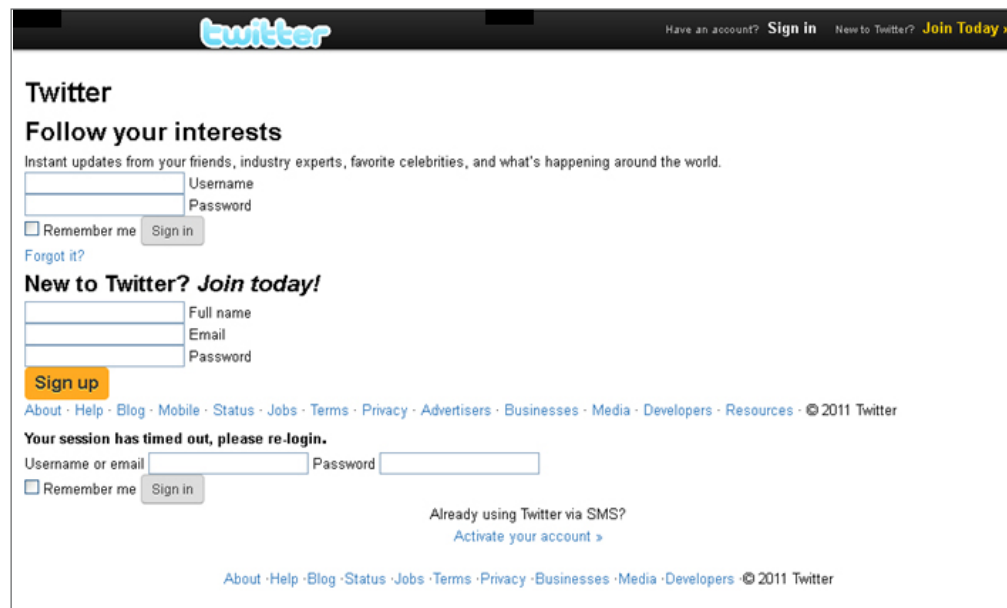 twitter Have an account? Sign in New to Twitter? Join Today »
Twitter
Follow your interests
Instant updates from your friends, industry experts, favorite celebrities, and what's happening around the world.
Username
Password
Remember me Sign in
Forgot it?
New to Twitter? Join today!
Full name
Email
Password
Sign up
About · Help · Blog · Mobile · Status · Jobs · Terms · Privacy · Advertisers · Businesses · Media · Developers · Resources · © 2011 Twitter
Your session has timed out, please re-login.
Username or email Password
Remember me Sign in
Already using Twitter via SMS?
Activate your account »
About ·Help ·Blog ·Status ·Jobs ·Terms ·Privacy ·Businesses ·Media ·Developers ·© 2011 Twitter